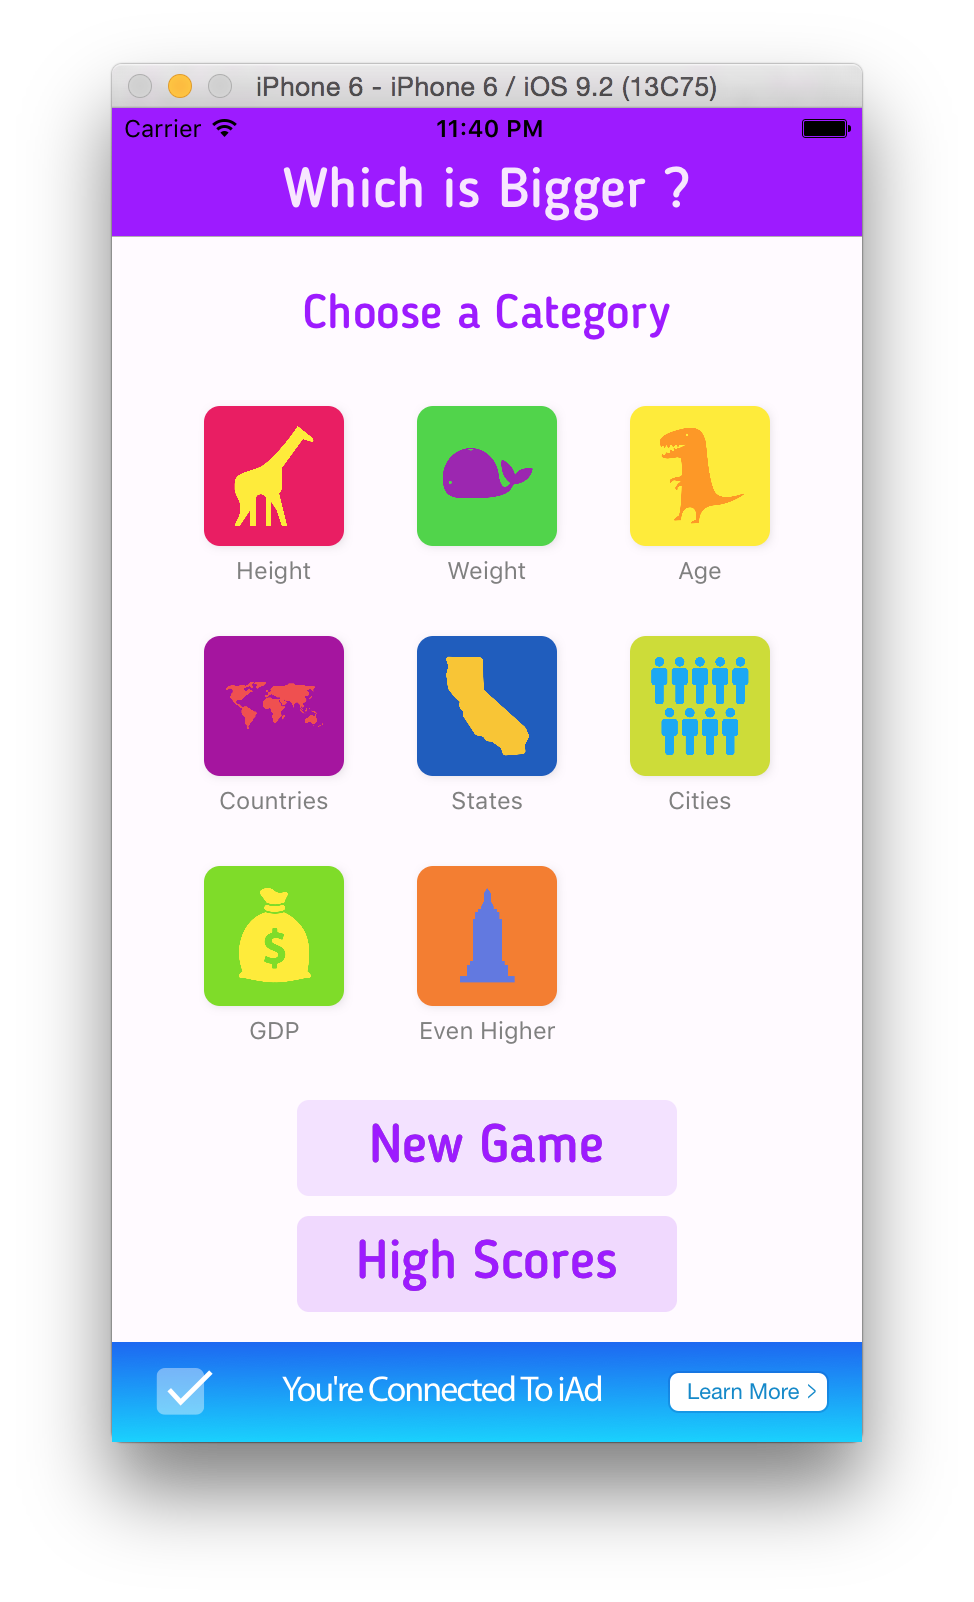 iPhone 6 - iPhone 6 / iOS 9.2 (13C75)
Carrier 11:40 PM
Which is Bigger ?
Choose a Category
Height Weight Age
Countries States Cities
$
GDP Even Higher
New Game
High Scores
You're Connected To iAd Learn More >